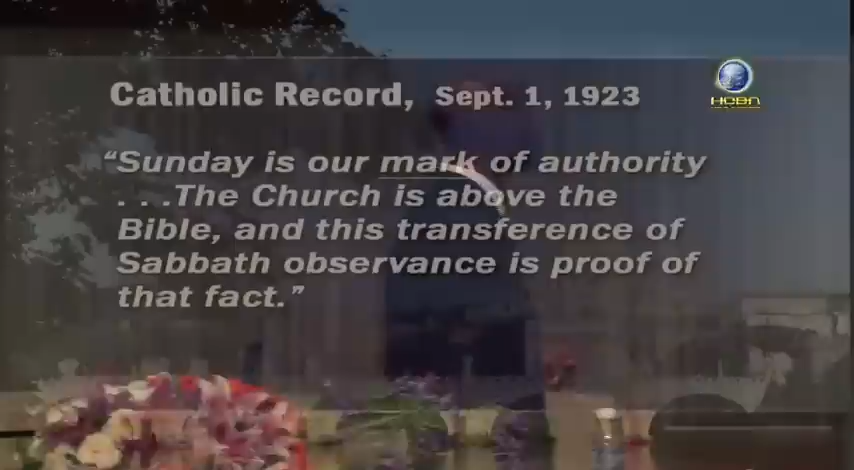 Catholic Record, Sept. 1, 1923
HCBN
“Sunday is our mark of authority
. . .The Church is above the
Bible, and this transference of
Sabbath observance is proof of
that fact.”